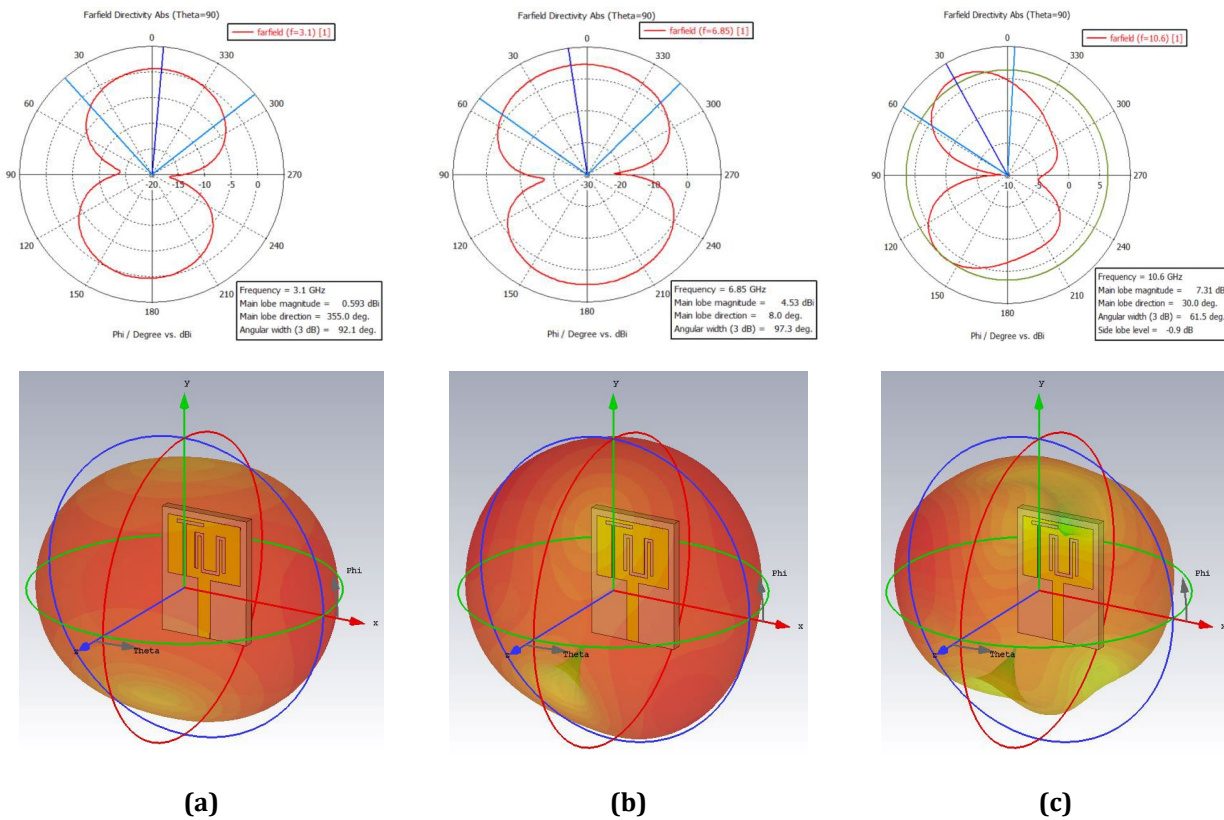 Farfield Directivity Abs (Theta=90)
farfield (f=3.1) [1]
0
30
330
60
300
90
-20
-15
-10
-5
0
270
120
240
150
210
180
Frequency = 3.1 GHz
Main lobe magnitude = 0.593 dBi
Main lobe direction = 355.0 deg.
Angular width (3 dB) = 92.1 deg.
Phi / Degree vs. dBi
Farfield Directivity Abs (Theta=90)
farfield (f=6.85) [1]
0
30
330
60
300
90
-30
-20
-10
0
270
120
240
150
210
180
Frequency = 6.85 GHz
Main lobe magnitude = 4.53 dBi
Main lobe direction = 8.0 deg.
Angular width (3 dB) = 97.3 deg.
Phi / Degree vs. dBi
Farfield Directivity Abs (Theta=90)
farfield (f=10.6) [1]
0
30
330
60
300
90
-10
-5
0
5
270
120
240
150
210
180
Frequency = 10.6 GHz
Main lobe magnitude = 7.31 dB
Main lobe direction = 30.0 deg.
Angular width (3 dB) = 61.5 deg.
Side lobe level = -0.9 dB
Phi / Degree vs. dBi
y
Phi
x
z
Theta
y
Phi
x
z
Theta
y
Phi
x
z
Theta
(a)
(b)
(c)